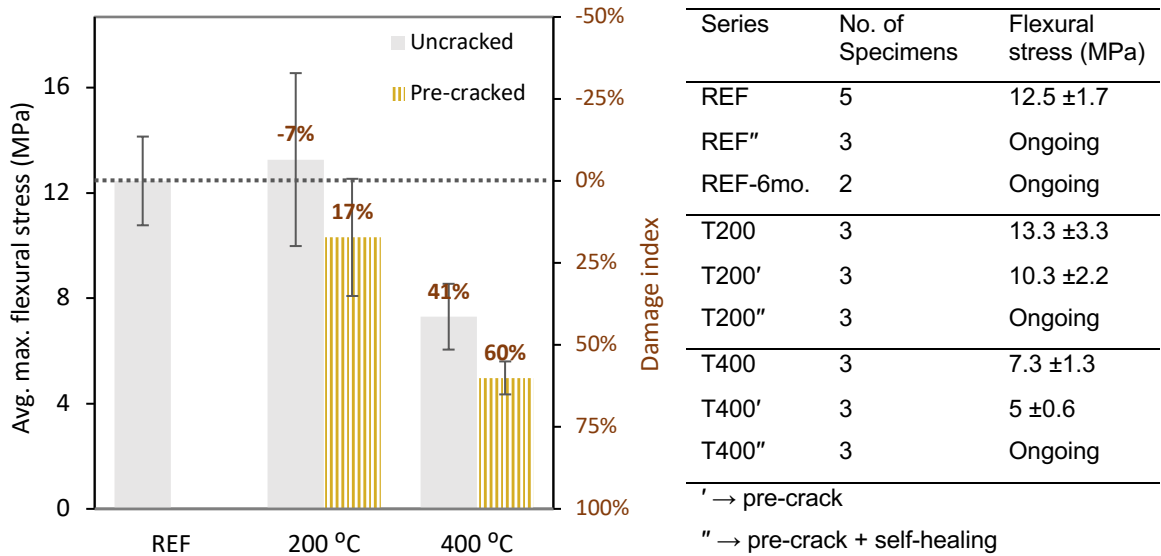 Avg. max. flexural stress (MPa)
16
12
8
4
0
Uncracked
Pre-cracked
-7%
17%
41%
60%
REF
200 ⁰C
400 ⁰C
-50%
-25%
0%
25%
50%
75%
100%
Damage index
Series No. of Specimens Flexural stress (MPa)
REF 5 12.5 ±1.7
REF″ 3 Ongoing
REF-6mo. 2 Ongoing
T200 3 13.3 ±3.3
T200′ 3 10.3 ±2.2
T200″ 3 Ongoing
T400 3 7.3 ±1.3
T400′ 3 5 ±0.6
T400″ 3 Ongoing
′ → pre-crack
″ → pre-crack + self-healing